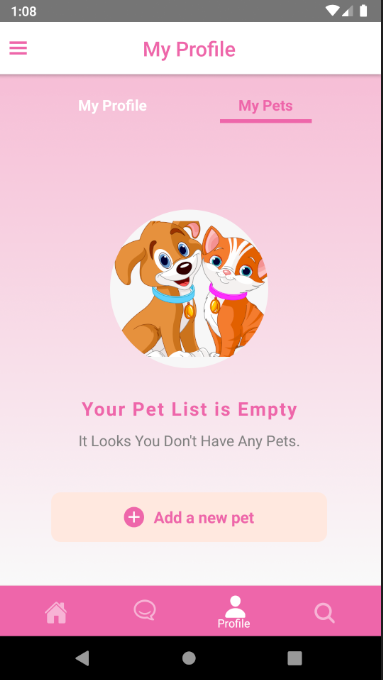 1:08
My Profile
My Profile
My Pets
Your Pet List is Empty
It Looks You Don't Have Any Pets.
Add a new pet
Profile